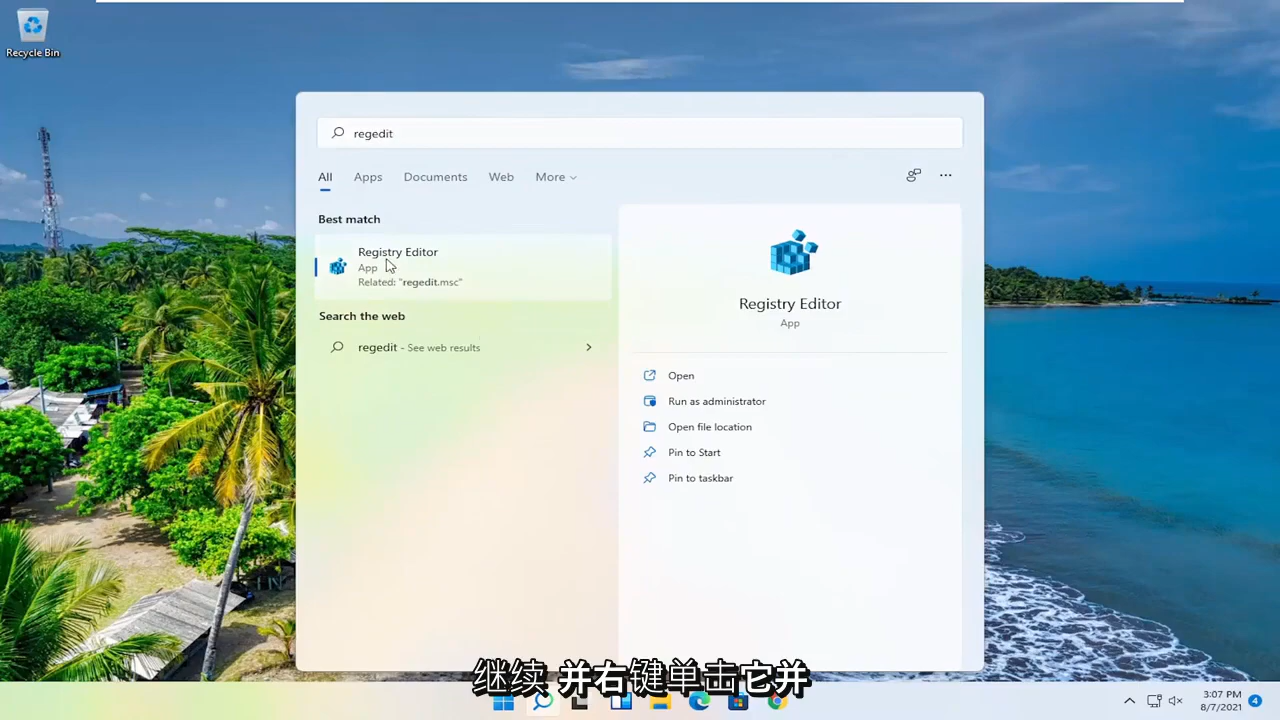 Recycle Bin
regedit
All Apps Documents Web More
Best match
Registry Editor
App
Related: "regedit.msc"
Search the web
regedit - See web results
Registry Editor
App
Open
Run as administrator
Open file location
Pin to Start
Pin to taskbar
继续 并右键单击它并
3:07 PM
8/7/2021
4